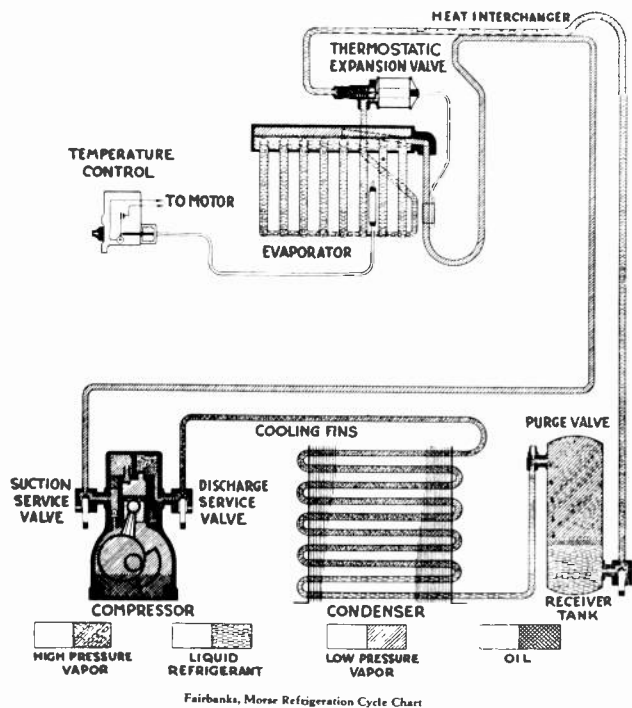 HEAT INTERCHANGER
THERMOSTATIC
EXPANSION VALVE
TEMPERATURE
CONTROL
TO MOTOR
EVAPORATOR
COOLING FINS
PURGE VALVE
SUCTION
SERVICE
VALVE
DISCHARGE
SERVICE
VALVE
COMPRESSOR
CONDENSER
RECEIVER
TANK
HIGH PRESSURE
VAPOR
LIQUID
REFRIGERANT
LOW PRESSURE
VAPOR
OIL
Fairbanks, Morse Refrigeration Cycle Chart